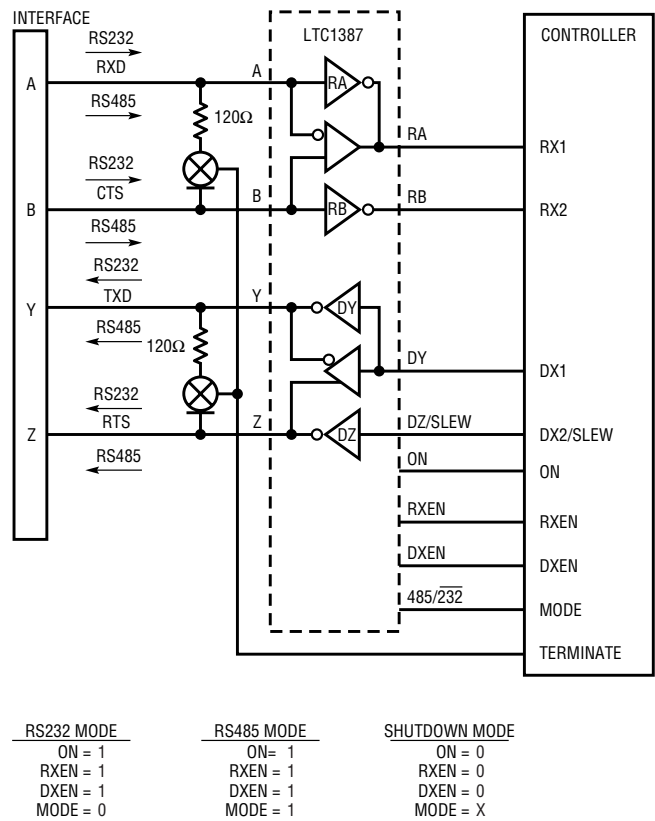 INTERFACE
LTC1387
CONTROLLER
RS232
RXD
A
A
RA
120Ω
RS485
RA
RX1
RS232
CTS
B
B
RB
RB
RX2
RS485
RS232
TXD
Y
Y
DY
RS485
120Ω
DY
DX1
RS232
RTS
Z
Z
DZ
DZ/SLEW
DX2/SLEW
RS485
ON
ON
RXEN
RXEN
DXEN
DXEN
485/2̅3̅2̅
MODE
TERMINATE
RS232 MODE
ON = 1
RXEN = 1
DXEN = 1
MODE = 0
RS485 MODE
ON= 1
RXEN = 1
DXEN = 1
MODE = 1
SHUTDOWN MODE
ON = 0
RXEN = 0
DXEN = 0
MODE = X